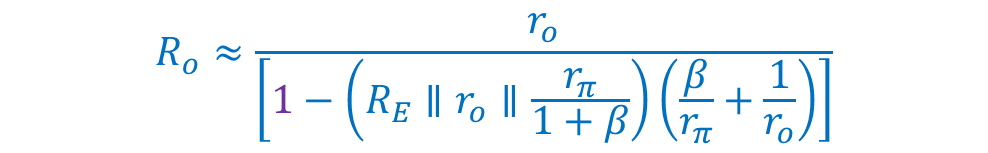 R_o ≈ r_o / [1 − (R_E ∥ r_o ∥ r_π / (1 + β)) (β / r_π + 1 / r_o)]